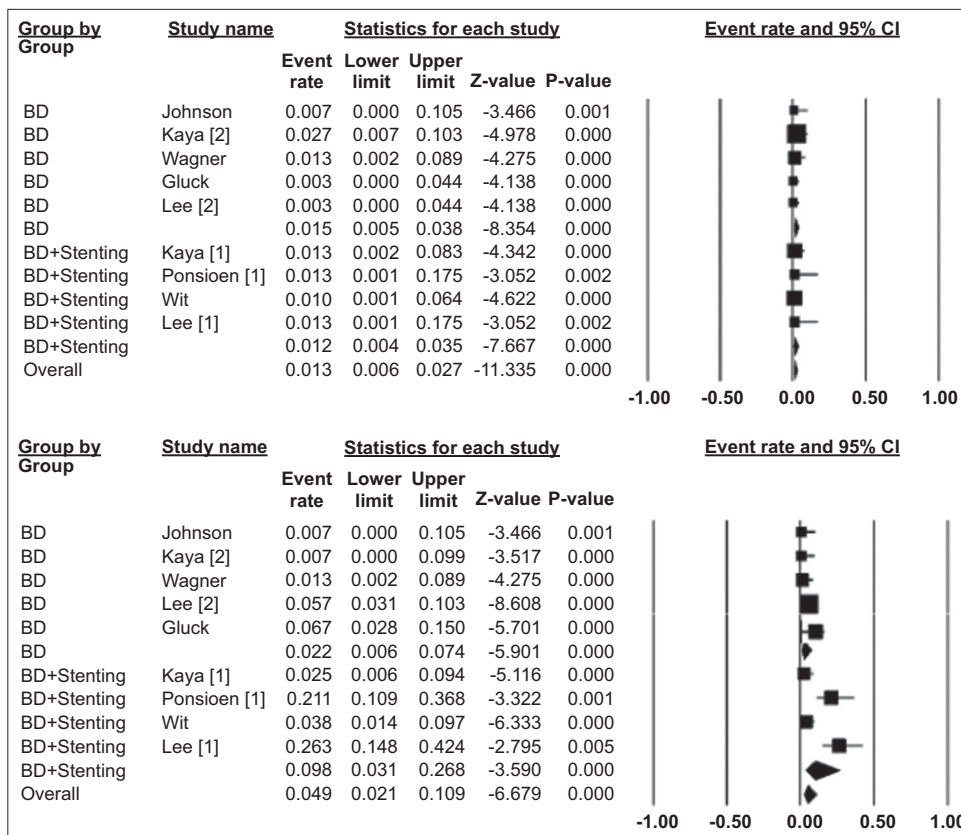 Group by Group Study name Statistics for each study Event rate and 95% CI
Event rate Lower limit Upper limit Z-value P-value
BD Johnson 0.007 0.000 0.105 -3.466 0.001
BD Kaya [2] 0.027 0.007 0.103 -4.978 0.000
BD Wagner 0.013 0.002 0.089 -4.275 0.000
BD Gluck 0.003 0.000 0.044 -4.138 0.000
BD Lee [2] 0.003 0.000 0.044 -4.138 0.000
BD 0.015 0.005 0.038 -8.354 0.000
BD+Stenting Kaya [1] 0.013 0.002 0.083 -4.342 0.000
BD+Stenting Ponsioen [1] 0.013 0.001 0.175 -3.052 0.002
BD+Stenting Wit 0.010 0.001 0.064 -4.622 0.000
BD+Stenting Lee [1] 0.013 0.001 0.175 -3.052 0.002
BD+Stenting 0.012 0.004 0.035 -7.667 0.000
Overall 0.013 0.006 0.027 -11.335 0.000
-1.00 -0.50 0.00 0.50 1.00
Group by Group Study name Statistics for each study Event rate and 95% CI
Event rate Lower limit Upper limit Z-value P-value
BD Johnson 0.007 0.000 0.105 -3.466 0.001
BD Kaya [2] 0.007 0.000 0.099 -3.517 0.000
BD Wagner 0.013 0.002 0.089 -4.275 0.000
BD Lee [2] 0.057 0.031 0.103 -8.608 0.000
BD Gluck 0.067 0.028 0.150 -5.701 0.000
BD 0.022 0.006 0.074 -5.901 0.000
BD+Stenting Kaya [1] 0.025 0.006 0.094 -5.116 0.000
BD+Stenting Ponsioen [1] 0.211 0.109 0.368 -3.322 0.001
BD+Stenting Wit 0.038 0.014 0.097 -6.333 0.000
BD+Stenting Lee [1] 0.263 0.148 0.424 -2.795 0.005
BD+Stenting 0.098 0.031 0.268 -3.590 0.000
Overall 0.049 0.021 0.109 -6.679 0.000
-1.00 -0.50 0.00 0.50 1.00